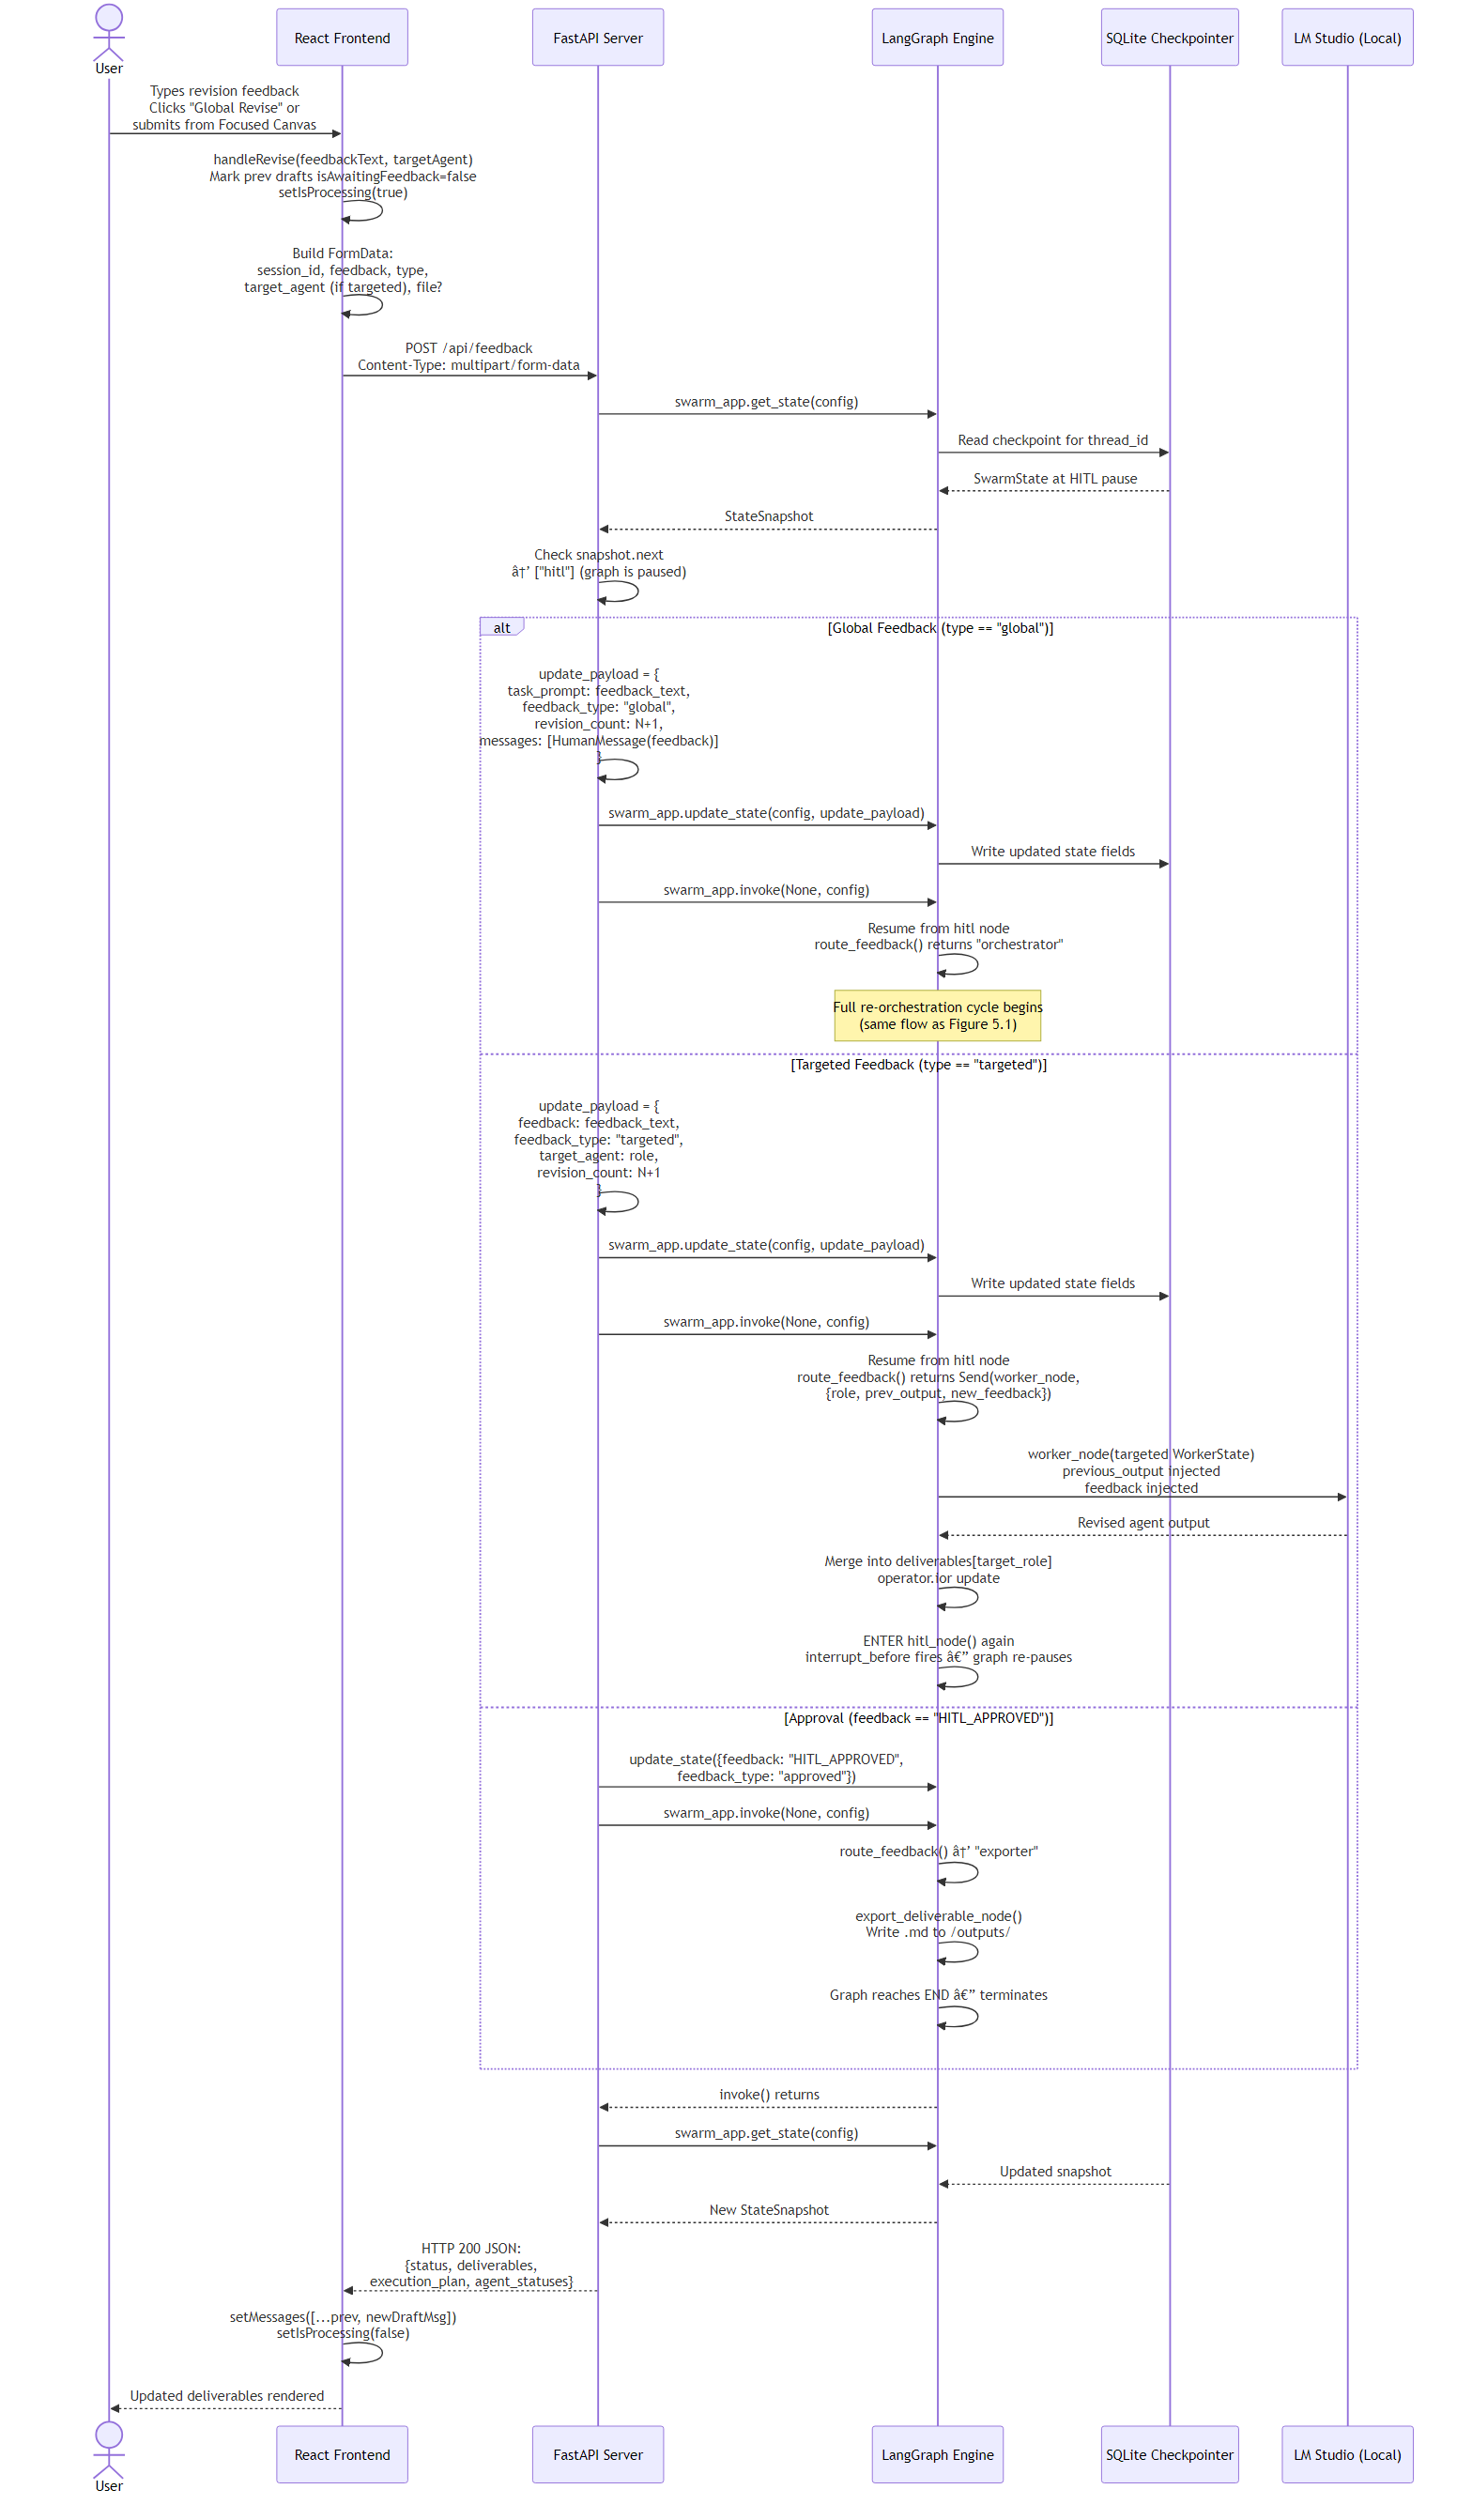 User
React Frontend
FastAPI Server
LangGraph Engine
SQLite Checkpointer
LM Studio (Local)
Types revision feedback
Clicks "Global Revise" or
submits from Focused Canvas
handleRevise(feedbackText, targetAgent)
Mark prev drafts isAwaitingFeedback=false
setIsProcessing(true)
Build FormData:
session_id, feedback, type,
target_agent (if targeted), file?
POST /api/feedback
Content-Type: multipart/form-data
swarm_app.get_state(config)
Read checkpoint for thread_id
SwarmState at HITL pause
StateSnapshot
Check snapshot.next
â†’ ["hitl"] (graph is paused)
alt
[Global Feedback (type == "global")]
update_payload = {
task_prompt: feedback_text,
feedback_type: "global",
revision_count: N+1,
messages: [HumanMessage(feedback)]
}
swarm_app.update_state(config, update_payload)
Write updated state fields
swarm_app.invoke(None, config)
Resume from hitl node
route_feedback() returns "orchestrator"
Full re-orchestration cycle begins
(same flow as Figure 5.1)
[Targeted Feedback (type == "targeted")]
update_payload = {
feedback: feedback_text,
feedback_type: "targeted",
target_agent: role,
revision_count: N+1
}
swarm_app.update_state(config, update_payload)
Write updated state fields
swarm_app.invoke(None, config)
Resume from hitl node
route_feedback() returns Send(worker_node,
{role, prev_output, new_feedback})
worker_node(targeted WorkerState)
previous_output injected
feedback injected
Revised agent output
Merge into deliverables[target_role]
operator.ior update
ENTER hitl_node() again
interrupt_before fires â€” graph re-pauses
[Approval (feedback == "HITL_APPROVED")]
update_state({feedback: "HITL_APPROVED",
feedback_type: "approved"})
swarm_app.invoke(None, config)
route_feedback() â†’ "exporter"
export_deliverable_node()
Write .md to /outputs/
Graph reaches END â€” terminates
invoke() returns
swarm_app.get_state(config)
Updated snapshot
New StateSnapshot
HTTP 200 JSON:
{status, deliverables,
execution_plan, agent_statuses}
setMessages([...prev, newDraftMsg])
setIsProcessing(false)
Updated deliverables rendered
User
React Frontend
FastAPI Server
LangGraph Engine
SQLite Checkpointer
LM Studio (Local)